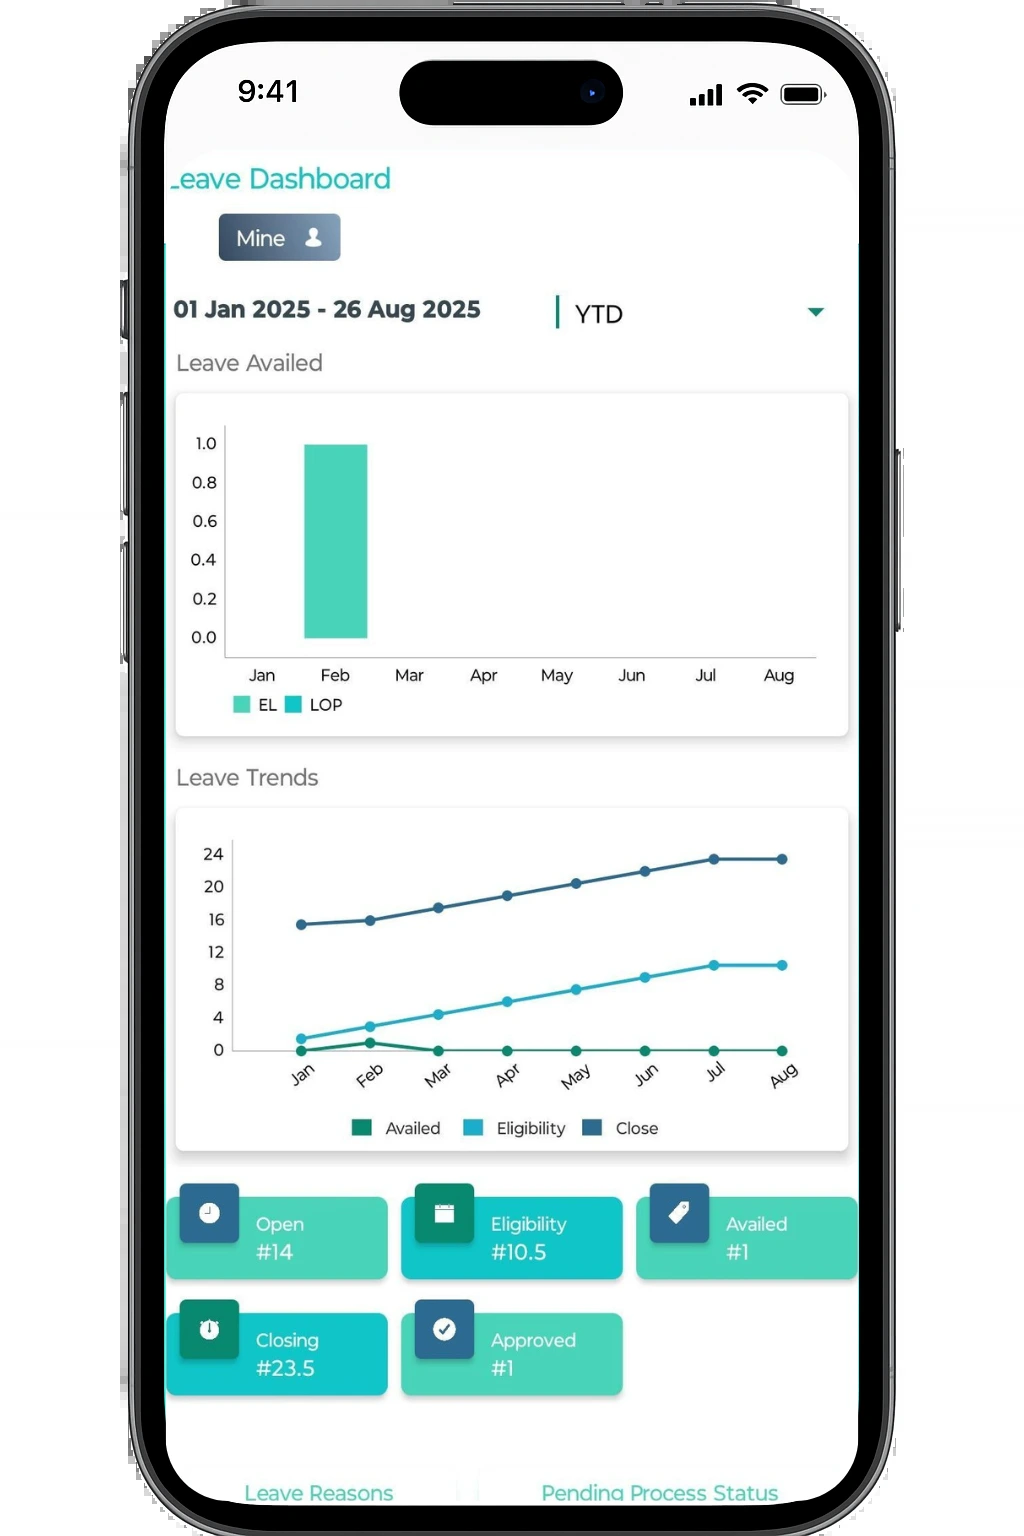 9:41
Leave Dashboard
Mine
01 Jan 2025 - 26 Aug 2025
YTD
Leave Availed
1.0
0.8
0.6
0.4
0.2
0.0
Jan Feb Mar Apr May Jun Jul Aug
EL LOP
Leave Trends
24
20
16
12
8
4
0
Jan Feb Mar Apr May Jun Jul Aug
Availed Eligibility Close
Open Eligibility Availed
#14 #10.5 #1
Closing Approved
#23.5 #1
Leave Reasons Pending Process Status